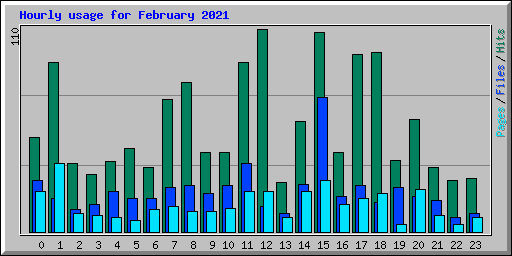 Hourly usage for February 2021
110
Pages/Files/Hits
0 1 2 3 4 5 6 7 8 9 10 11 12 13 14 15 16 17 18 19 20 21 22 23